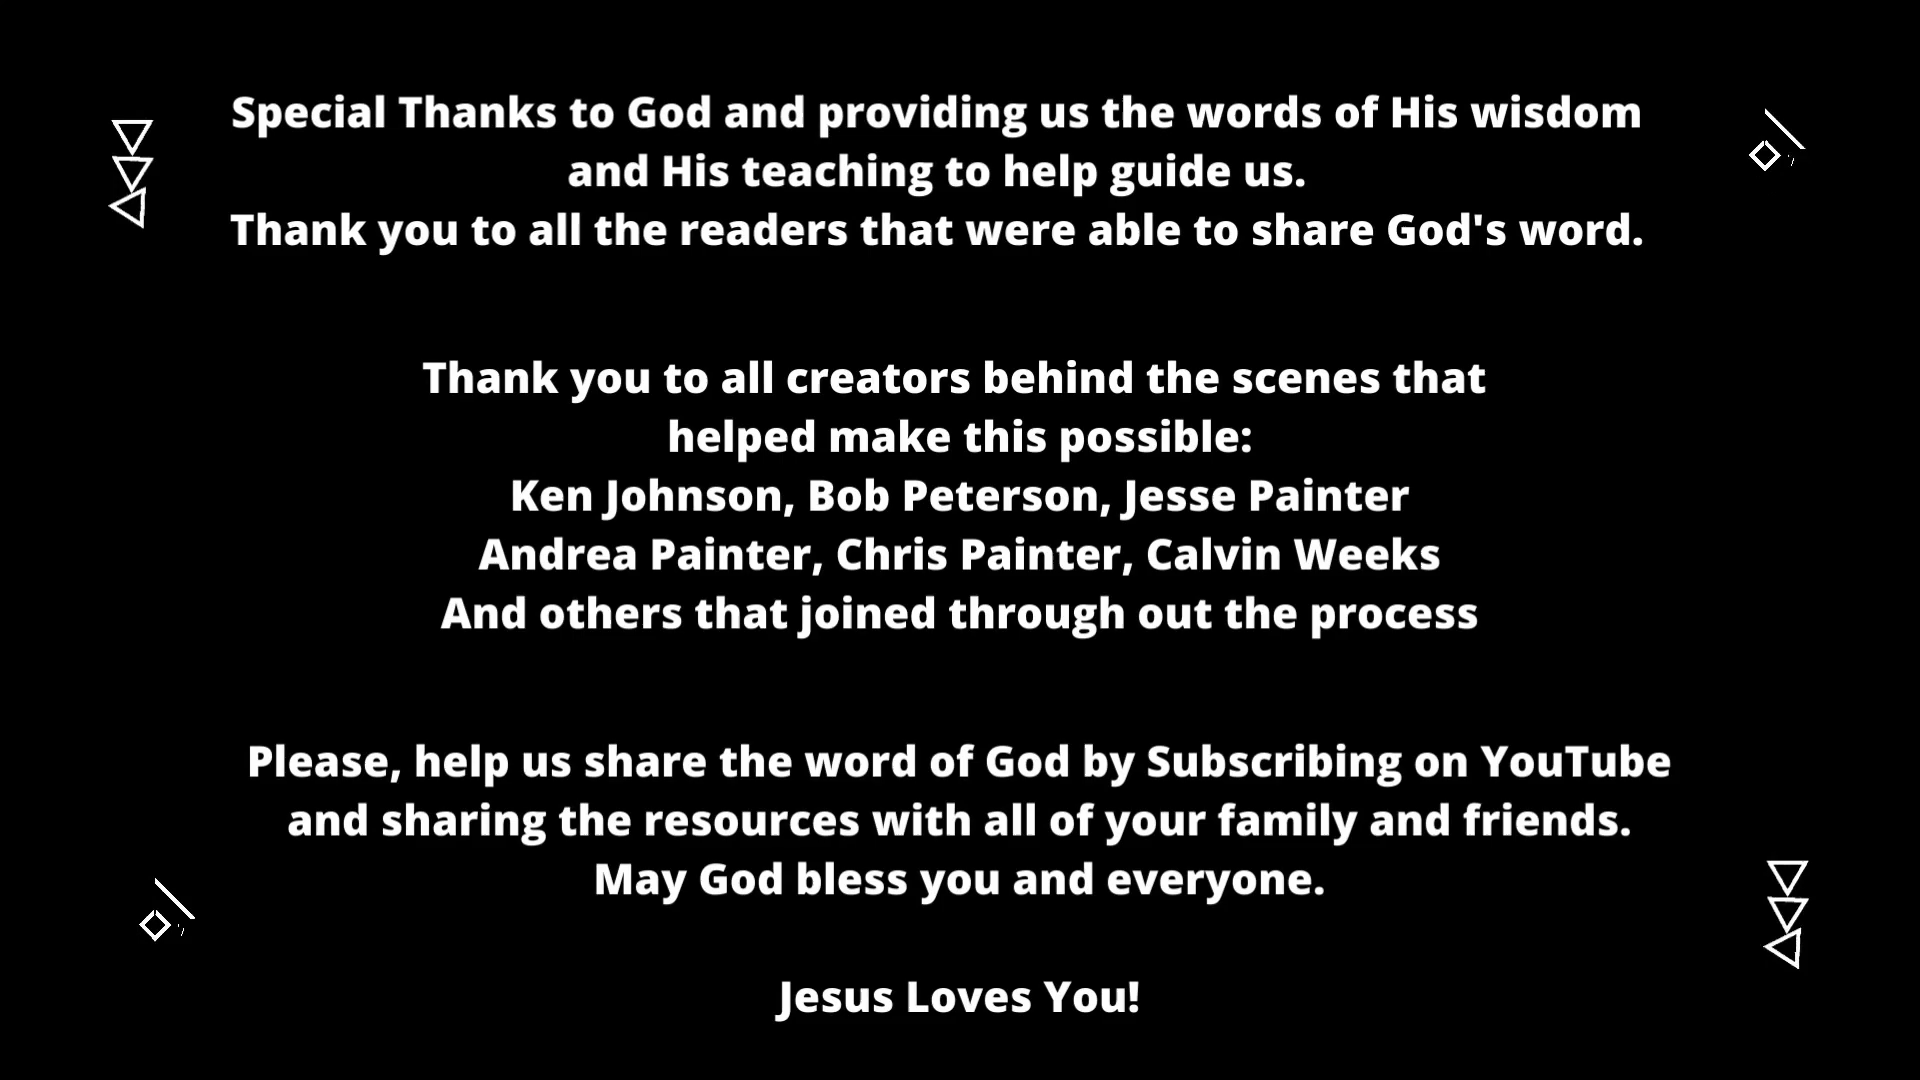 Special Thanks to God and providing us the words of His wisdom
and His teaching to help guide us.
Thank you to all the readers that were able to share God's word.
Thank you to all creators behind the scenes that
helped make this possible:
Ken Johnson, Bob Peterson, Jesse Painter
Andrea Painter, Chris Painter, Calvin Weeks
And others that joined through out the process
Please, help us share the word of God by Subscribing on YouTube
and sharing the resources with all of your family and friends.
May God bless you and everyone.
Jesus Loves You!